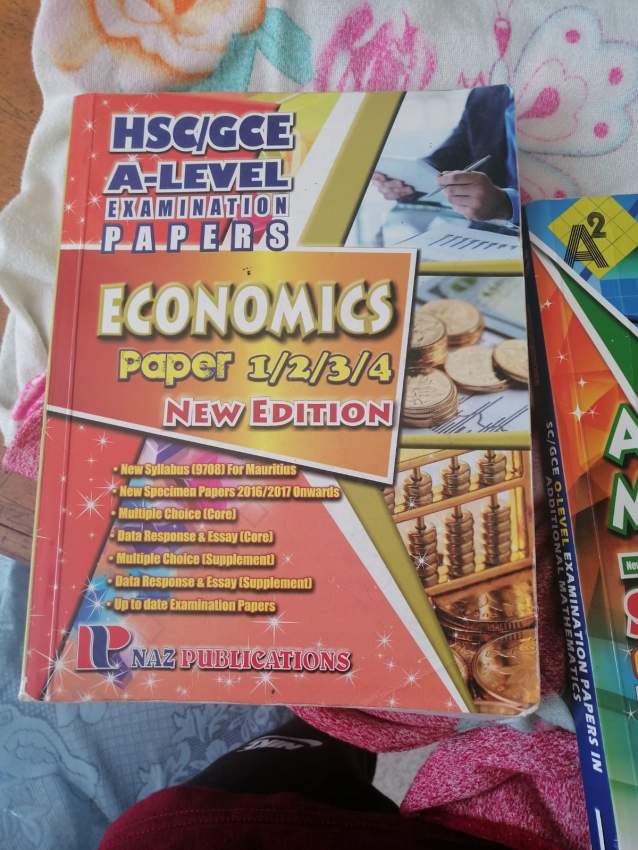 HSC/GCE
A-LEVEL
EXAMINATION
PAPERS
ECONOMICS
Paper 1/2/3/4
NEW EDITION
• New Syllabus (9708) For Mauritius
• New Specimen Papers 2016/2017 Onwards
• Multiple Choice (Core)
• Data Response & Essay (Core)
• Multiple Choice (Supplement)
• Data Response & Essay (Supplement)
• Up to date Examination Papers
NAZ PUBLICATIONS
A2
SC/GCE O-LEVEL EXAMINATION PAPERS IN
ADDITIONAL MATHEMATICS
A
M
S